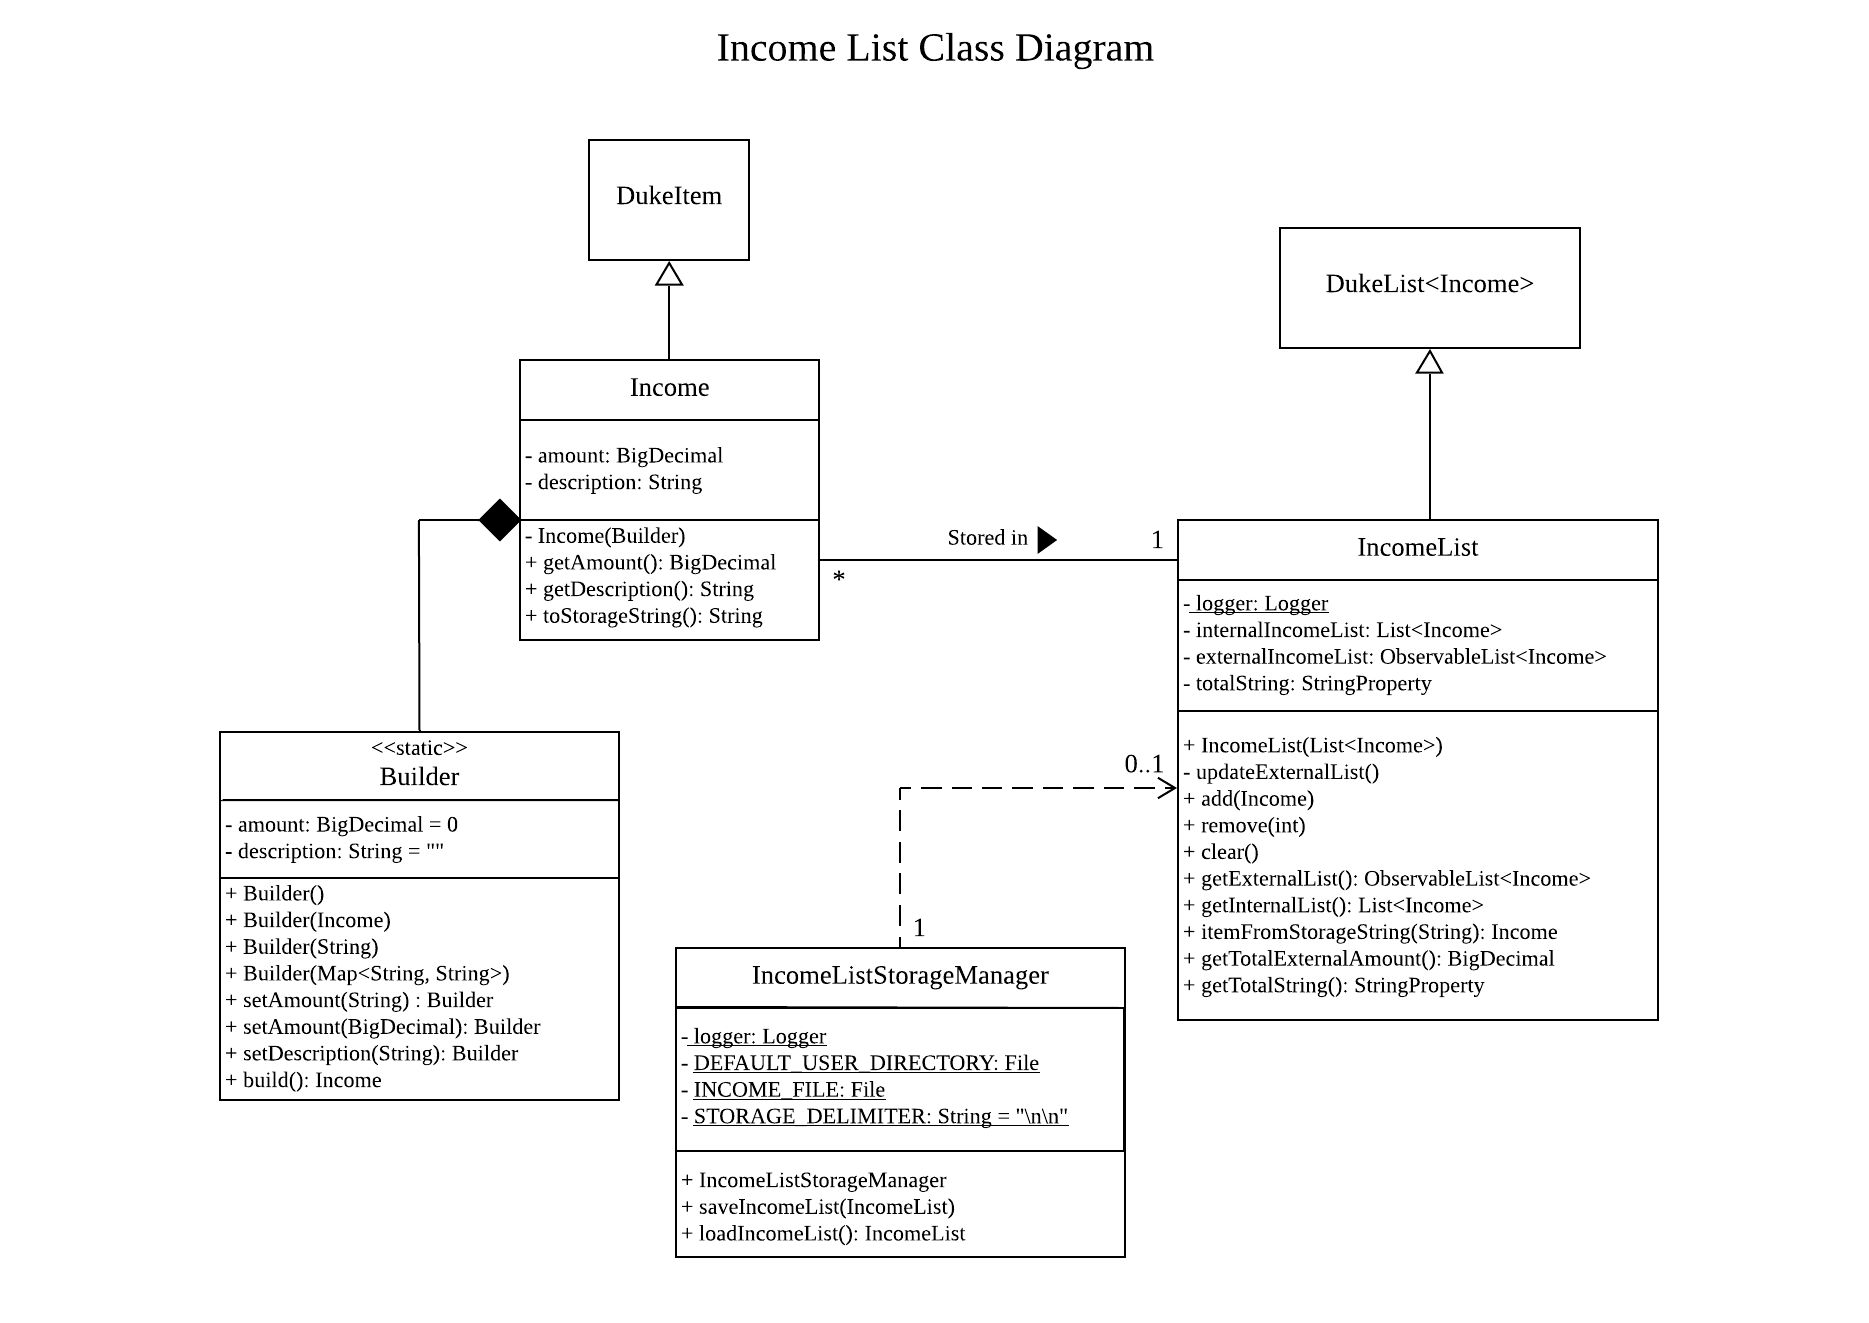 Income List Class Diagram
DukeItem
DukeList<Income>
Income
- amount: BigDecimal
- description: String
- Income(Builder)
+ getAmount(): BigDecimal
+ getDescription(): String
+ toStorageString(): String
Stored in
1
*
IncomeList
- logger: Logger
- internalIncomeList: List<Income>
- externalIncomeList: ObservableList<Income>
- totalString: StringProperty
+ IncomeList(List<Income>)
- updateExternalList()
+ add(Income)
+ remove(int)
+ clear()
+ getExternalList(): ObservableList<Income>
+ getInternalList(): List<Income>
+ itemFromStorageString(String): Income
+ getTotalExternalAmount(): BigDecimal
+ getTotalString(): StringProperty
<<static>>
Builder
- amount: BigDecimal = 0
- description: String = ""
+ Builder()
+ Builder(Income)
+ Builder(String)
+ Builder(Map<String, String>)
+ setAmount(String) : Builder
+ setAmount(BigDecimal): Builder
+ setDescription(String): Builder
+ build(): Income
0..1
1
IncomeListStorageManager
- logger: Logger
- DEFAULT_USER_DIRECTORY: File
- INCOME_FILE: File
- STORAGE_DELIMITER: String = "\n\n"
+ IncomeListStorageManager
+ saveIncomeList(IncomeList)
+ loadIncomeList(): IncomeList